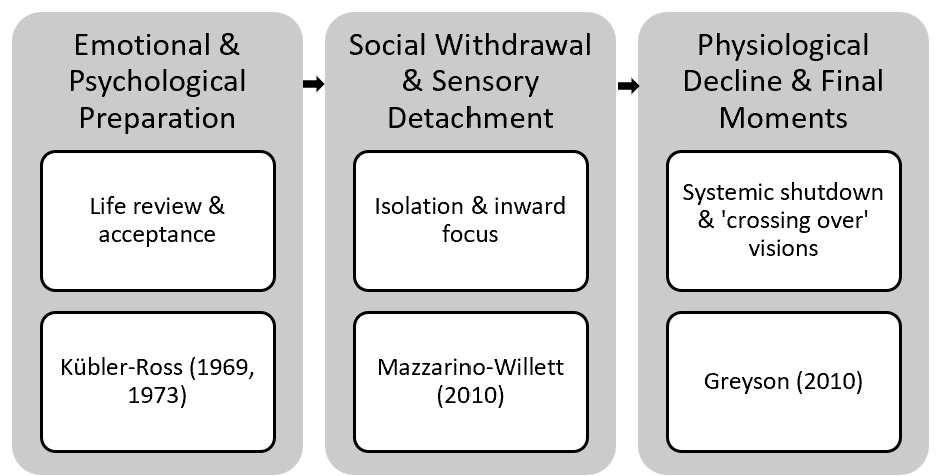 Emotional &
Psychological
Preparation
Life review &
acceptance
Kübler-Ross (1969,
1973)
Social Withdrawal
& Sensory
Detachment
Isolation & inward
focus
Mazzarino-Willett
(2010)
Physiological
Decline & Final
Moments
Systemic shutdown
& 'crossing over'
visions
Greyson (2010)